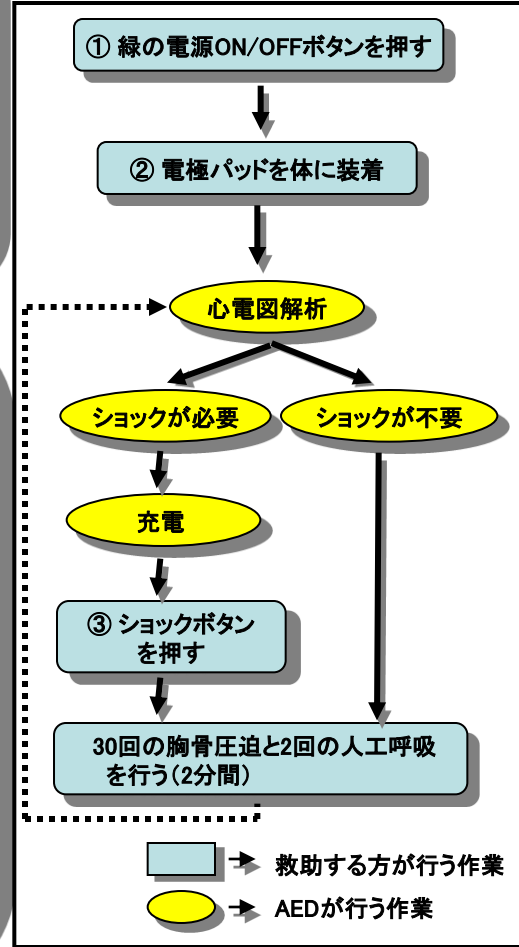 ① 緑の電源ON/OFFボタンを押す
② 電極パッドを体に装着
心電図解析
ショックが必要
ショックが不要
充電
③ ショックボタン
を押す
30回の胸骨圧迫と2回の人工呼吸
を行う(2分間)
救助する方が行う作業
AEDが行う作業